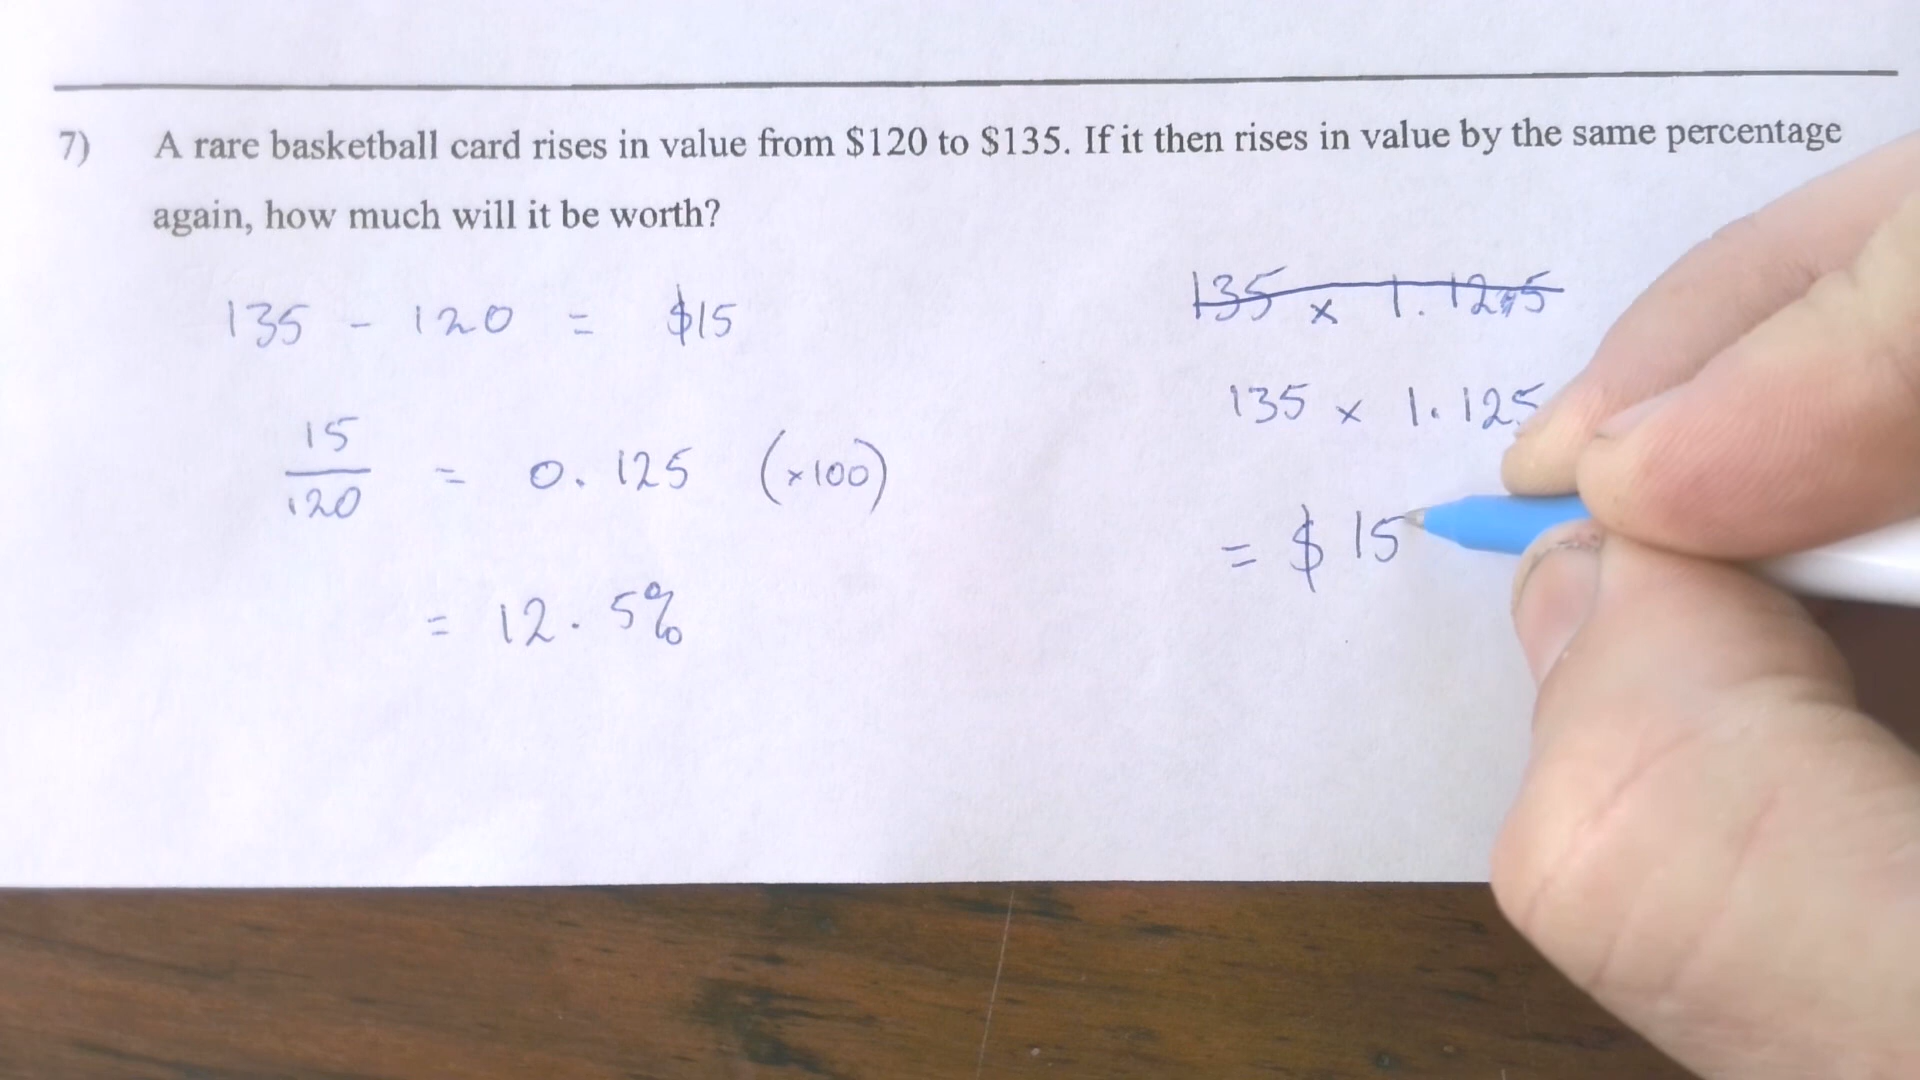 7) A rare basketball card rises in value from $120 to $135. If it then rises in value by the same percentage
again, how much will it be worth?
135 - 120 = $15
15
120
= 0.125 (×100)
= 12.5%
135 × 1.125
135 × 1.125
= $15